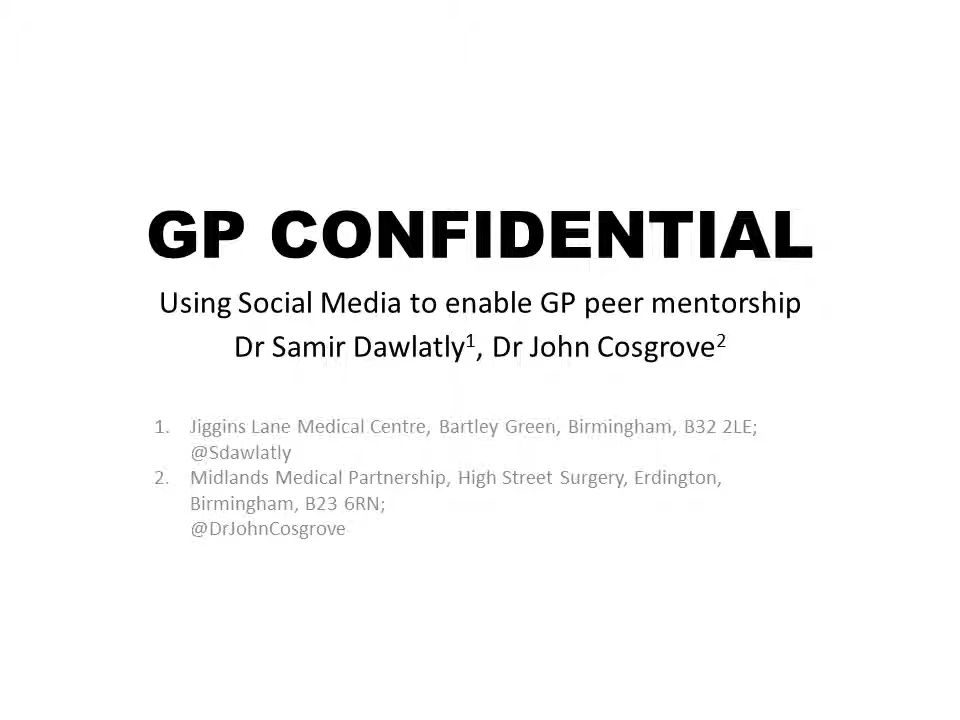 GP CONFIDENTIAL
Using Social Media to enable GP peer mentorship
Dr Samir Dawlatly¹, Dr John Cosgrove²
1. Jiggins Lane Medical Centre, Bartley Green, Birmingham, B32 2LE;
@Sdawlatly
2. Midlands Medical Partnership, High Street Surgery, Erdington,
Birmingham, B23 6RN;
@DrJohnCosgrove